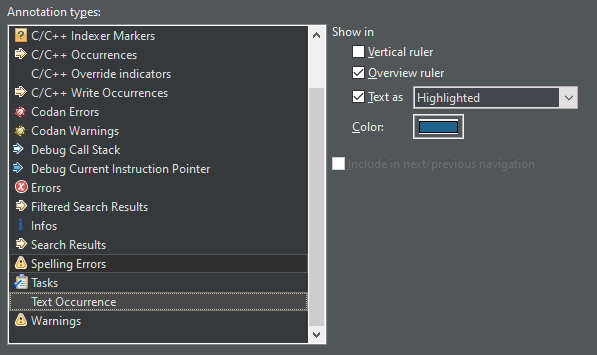 Annotation types:
C/C++ Indexer Markers
C/C++ Occurrences
C/C++ Override indicators
C/C++ Write Occurrences
Codan Errors
Codan Warnings
Debug Call Stack
Debug Current Instruction Pointer
Errors
Filtered Search Results
Infos
Search Results
Spelling Errors
Tasks
Text Occurrence
Warnings
Show in
Vertical ruler
Overview ruler
Text as Highlighted
Color:
Include in next/previous navigation